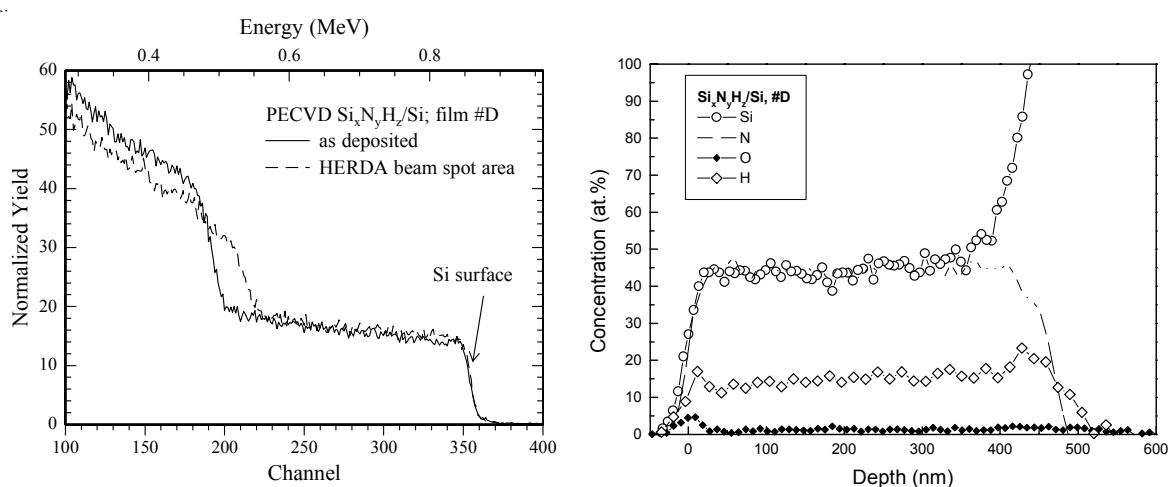 Energy (MeV)
0.4 0.6 0.8
60
50
40
30
20
10
0
Normalized Yield
PECVD SixNyHz/Si; film #D
as deposited
HERDA beam spot area
Si surface
100 150 200 250 300 350 400
Channel
100
90
80
70
60
50
40
30
20
10
0
Concentration (at.%)
SixNyHz/Si, #D
Si
N
O
H
0 100 200 300 400 500 600
Depth (nm)